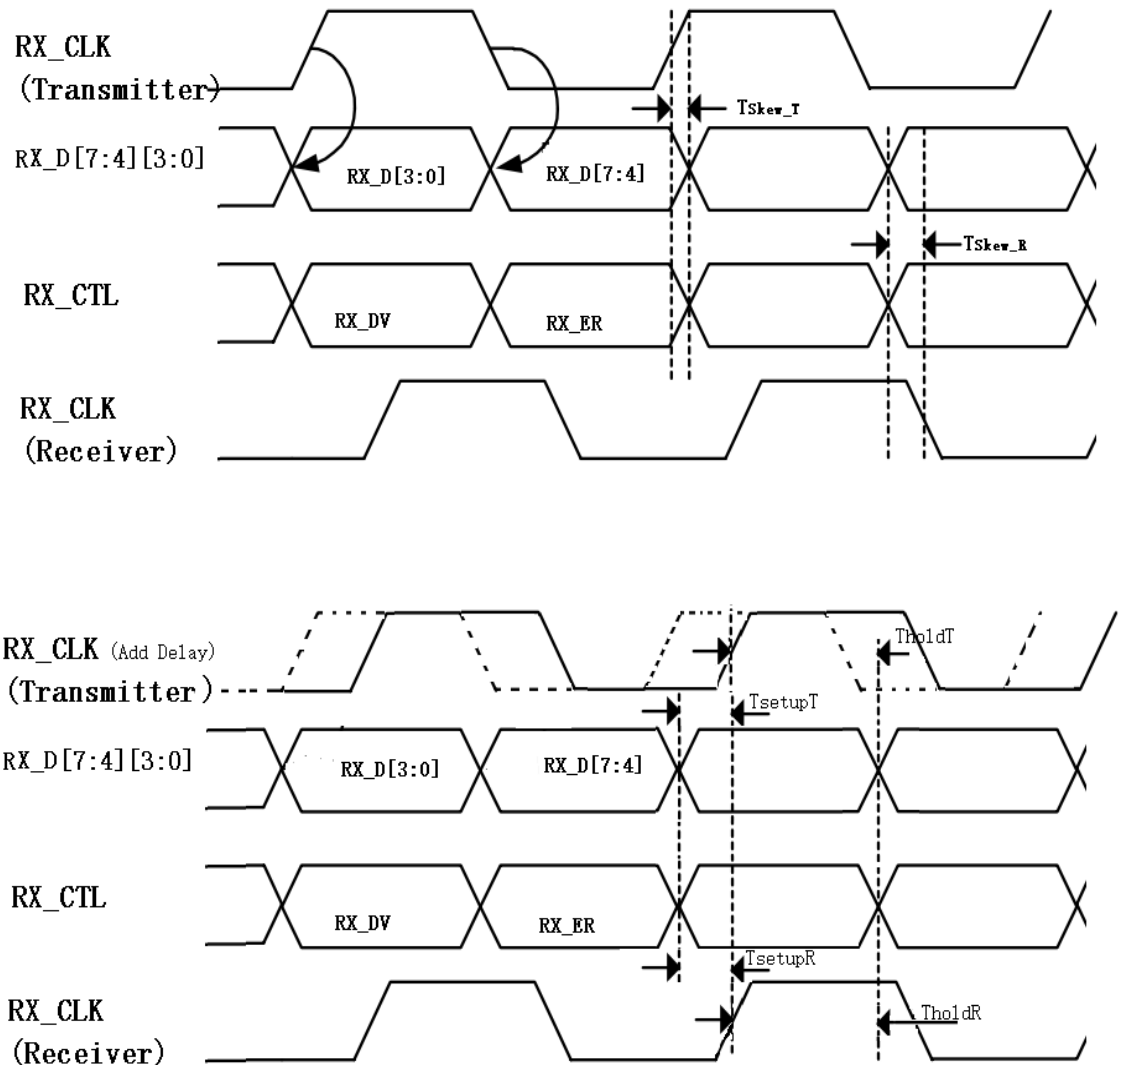 RX_CLK
(Transmitter)
TSkew_T
RX_D[7:4][3:0]
RX_D[3:0]
RX_D[7:4]
TSkew_R
RX_CTL
RX_DV
RX_ER
RX_CLK
(Receiver)
RX_CLK (Add Delay)
TholdT
(Transmitter)
TsetupT
RX_D[7:4][3:0]
RX_D[3:0]
RX_D[7:4]
RX_CTL
RX_DV
RX_ER
TsetupR
RX_CLK
TholdR
(Receiver)